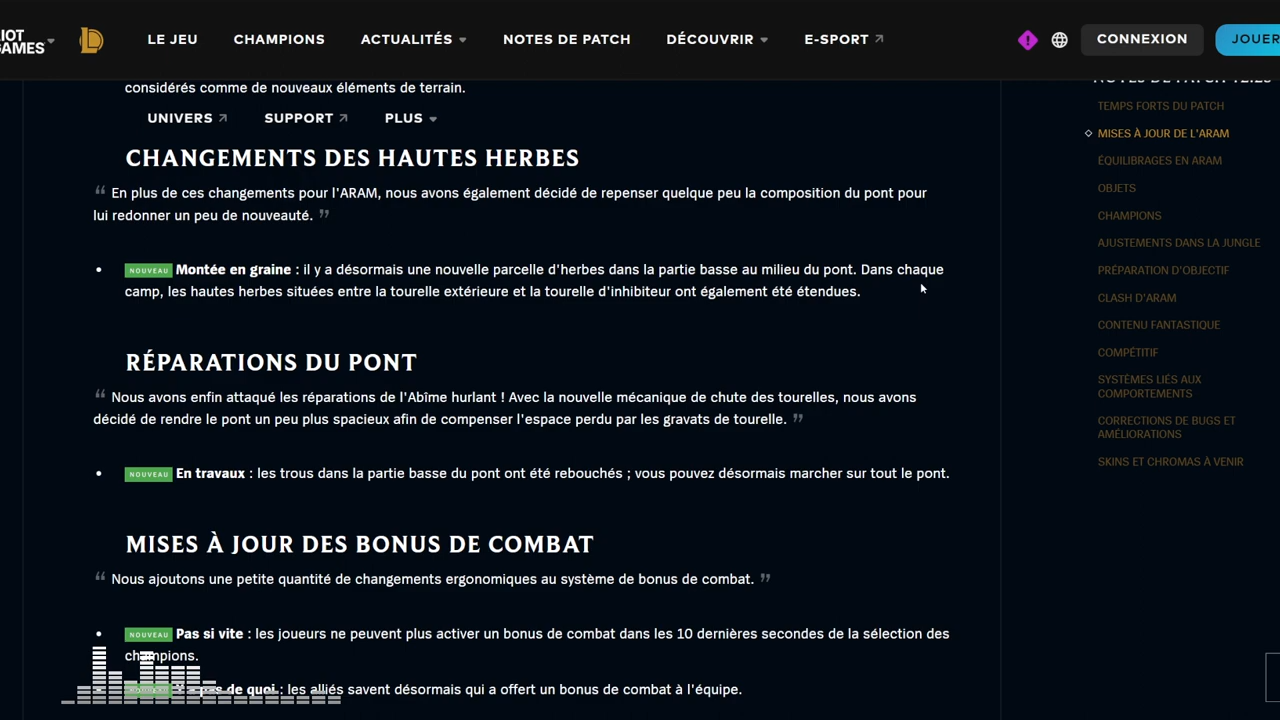 IOT
GAMES
LE JEU
CHAMPIONS
ACTUALITÉS
NOTES DE PATCH
DÉCOUVRIR
E-SPORT
CONNEXION
JOUER
considérés comme de nouveaux éléments de terrain.
UNIVERS
SUPPORT
PLUS
CHANGEMENTS DES HAUTES HERBES
“ En plus de ces changements pour l'ARAM, nous avons également décidé de repenser quelque peu la composition du pont pour
lui redonner un peu de nouveauté. ”
• NOUVEAU Montée en graine : il y a désormais une nouvelle parcelle d'herbes dans la partie basse au milieu du pont. Dans chaque
camp, les hautes herbes situées entre la tourelle extérieure et la tourelle d'inhibiteur ont également été étendues.
RÉPARATIONS DU PONT
“ Nous avons enfin attaqué les réparations de l'Abîme hurlant ! Avec la nouvelle mécanique de chute des tourelles, nous avons
décidé de rendre le pont un peu plus spacieux afin de compenser l'espace perdu par les gravats de tourelle. ”
• NOUVEAU En travaux : les trous dans la partie basse du pont ont été rebouchés ; vous pouvez désormais marcher sur tout le pont.
MISES À JOUR DES BONUS DE COMBAT
“ Nous ajoutons une petite quantité de changements ergonomiques au système de bonus de combat. ”
• NOUVEAU Pas si vite : les joueurs ne peuvent plus activer un bonus de combat dans les 10 dernières secondes de la sélection des
champions.
pas de quoi : les alliés savent désormais qui a offert un bonus de combat à l'équipe.
NOTES DE PATCH 12.23
TEMPS FORTS DU PATCH
MISES À JOUR DE L'ARAM
ÉQUILIBRAGES EN ARAM
OBJETS
CHAMPIONS
AJUSTEMENTS DANS LA JUNGLE
PRÉPARATION D'OBJECTIF
CLASH D'ARAM
CONTENU FANTASTIQUE
COMPÉTITIF
SYSTÈMES LIÉS AUX
COMPORTEMENTS
CORRECTIONS DE BUGS ET
AMÉLIORATIONS
SKINS ET CHROMAS À VENIR